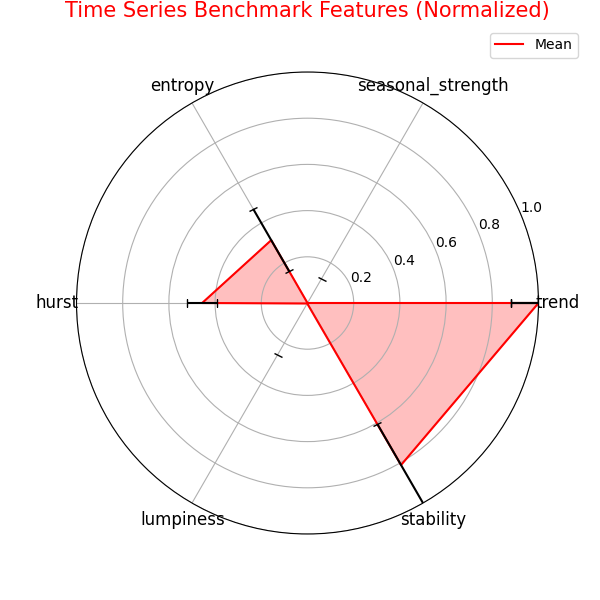 Time Series Benchmark Features (Normalized)
Mean
entropy
seasonal_strength
1.0
0.8
0.6
0.4
0.2
hurst
trend
lumpiness
stability